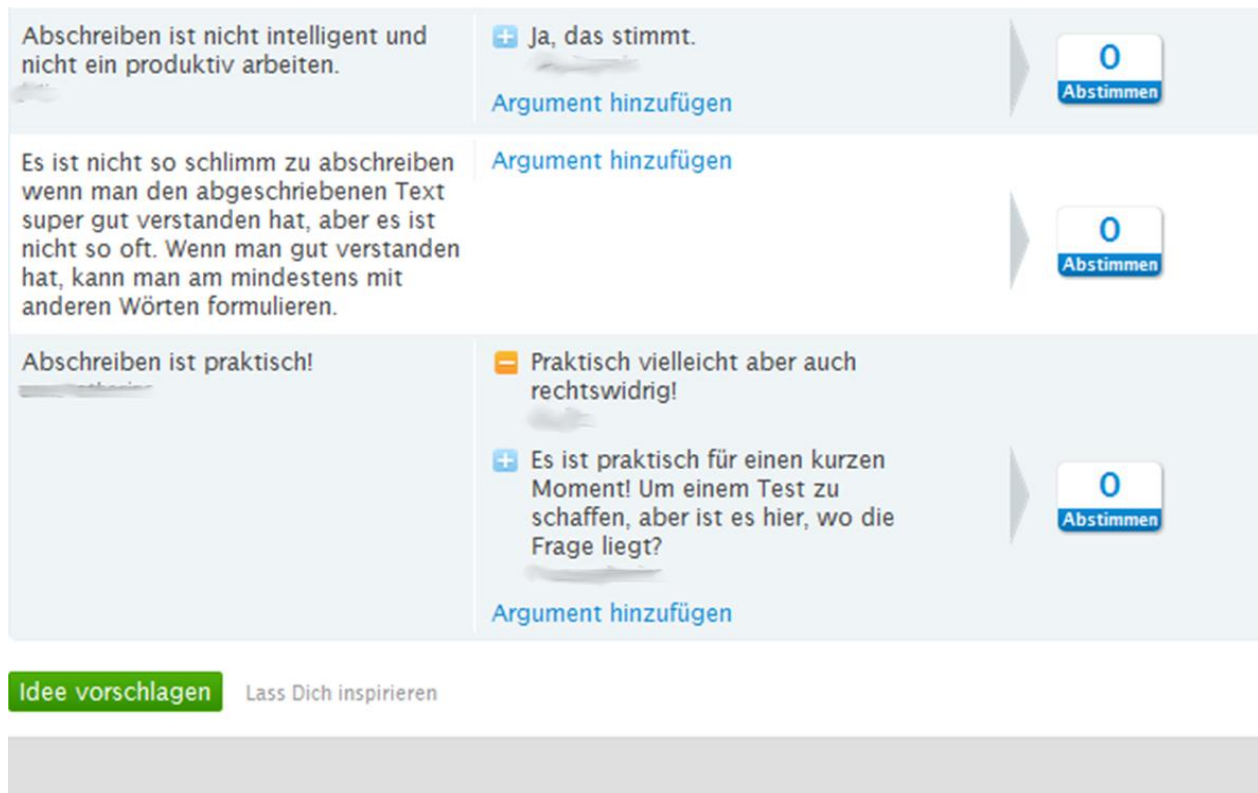 Abschreiben ist nicht intelligent und
nicht ein produktiv arbeiten.
Ja, das stimmt.
Argument hinzufügen
0
Abstimmen
Es ist nicht so schlimm zu abschreiben
wenn man den abgeschriebenen Text
super gut verstanden hat, aber es ist
nicht so oft. Wenn man gut verstanden
hat, kann man am mindestens mit
anderen Wörten formulieren.
Argument hinzufügen
0
Abstimmen
Abschreiben ist praktisch!
Praktisch vielleicht aber auch
rechtswidrig!
Es ist praktisch für einen kurzen
Moment! Um einem Test zu
schaffen, aber ist es hier, wo die
Frage liegt?
Argument hinzufügen
0
Abstimmen
Idee vorschlagen
Lass Dich inspirieren